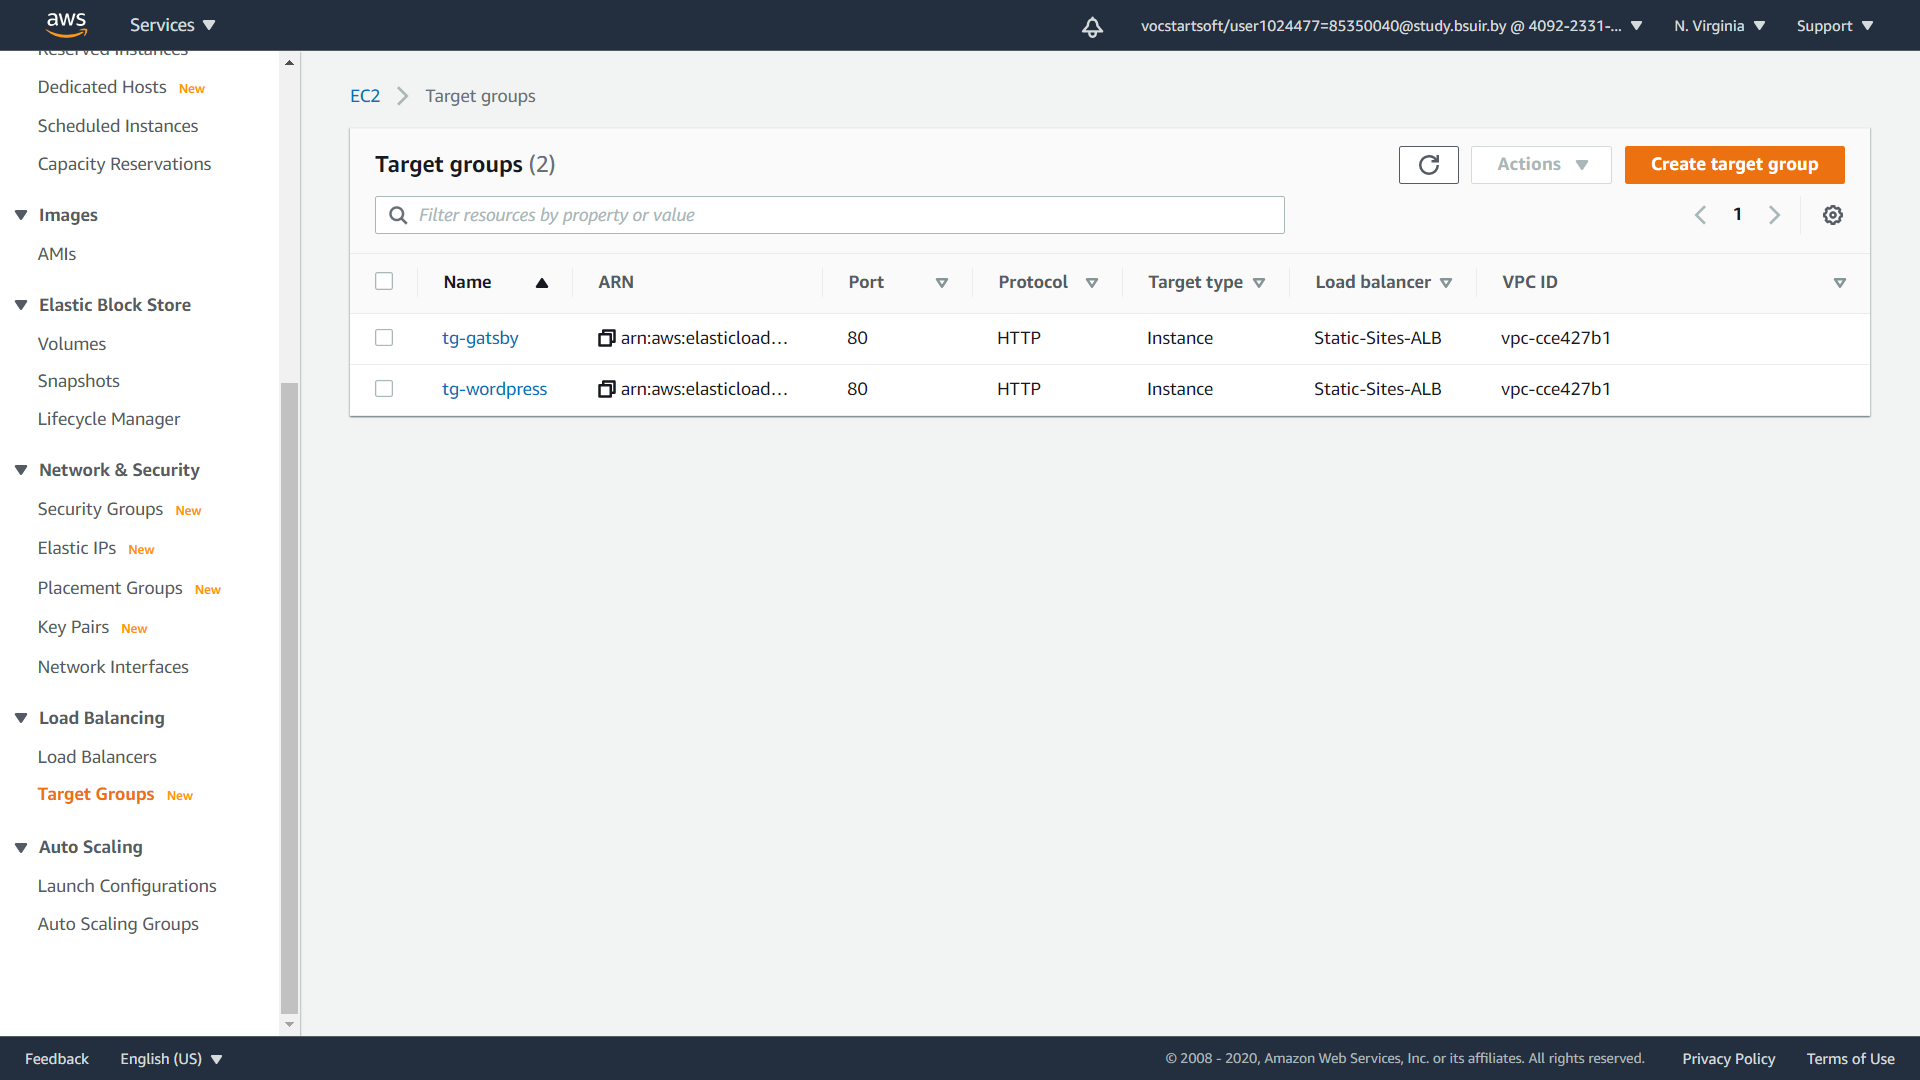 aws Services vocstartsoft/user1024477=85350040@study.bsuir.by @ 4092-2331-... N. Virginia Support
Reserved Instances
Dedicated Hosts New
Scheduled Instances
Capacity Reservations
Images
AMIs
Elastic Block Store
Volumes
Snapshots
Lifecycle Manager
Network & Security
Security Groups New
Elastic IPs New
Placement Groups New
Key Pairs New
Network Interfaces
Load Balancing
Load Balancers
Target Groups New
Auto Scaling
Launch Configurations
Auto Scaling Groups
EC2 Target groups
Target groups (2) Actions Create target group
Filter resources by property or value 1
Name ARN Port Protocol Target type Load balancer VPC ID
tg-gatsby arn:aws:elasticload... 80 HTTP Instance Static-Sites-ALB vpc-cce427b1
tg-wordpress arn:aws:elasticload... 80 HTTP Instance Static-Sites-ALB vpc-cce427b1
Feedback English (US) © 2008 - 2020, Amazon Web Services, Inc. or its affiliates. All rights reserved. Privacy Policy Terms of Use